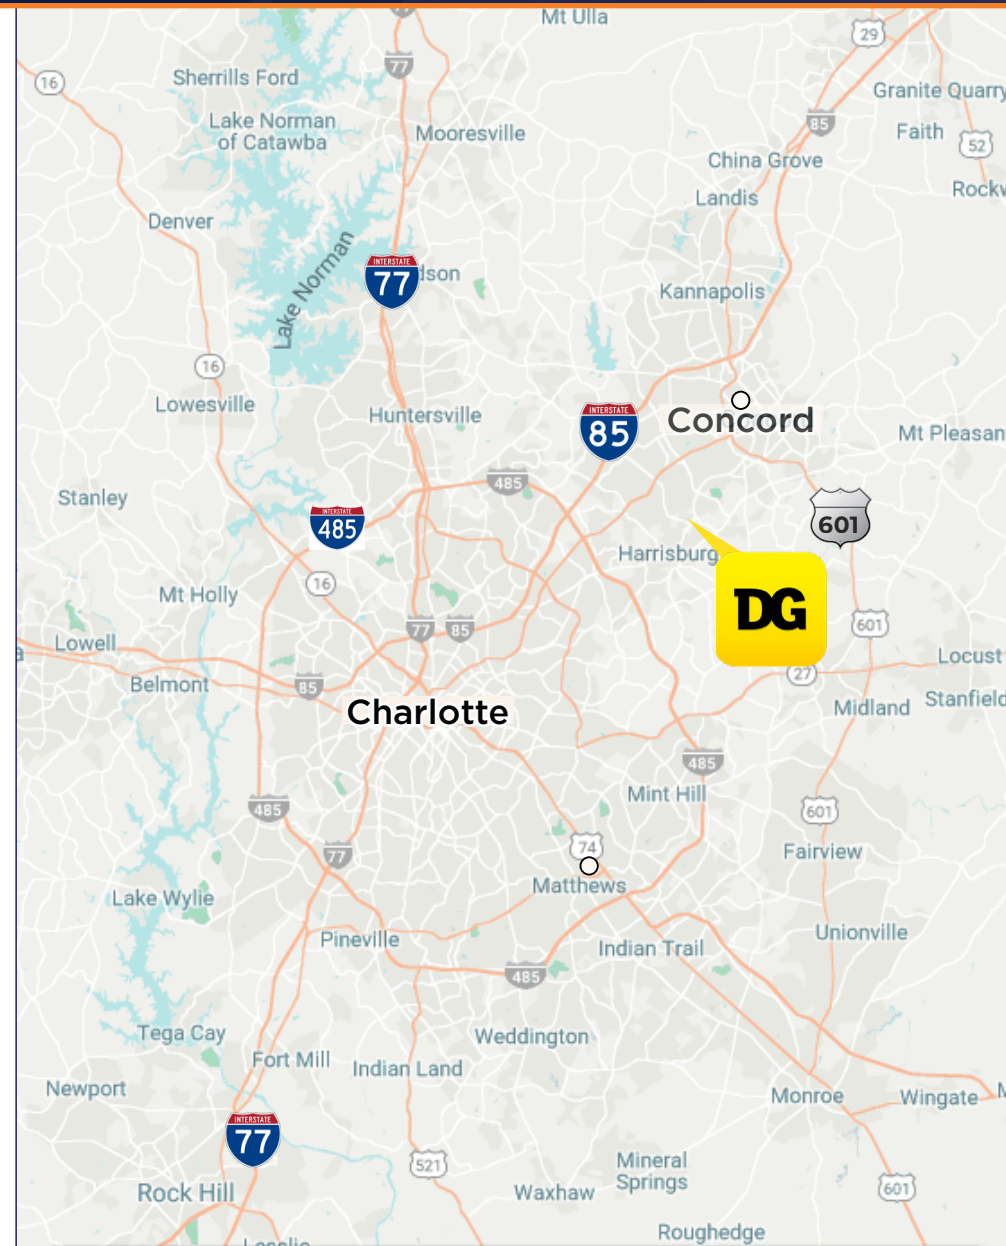 Mt Ulla
29
77
Sherrills Ford
16
Granite Quarry
Lake Norman
of Catawba
85
Mooresville
Faith
52
China Grove
Landis
Denver
Lake Norman
INTERSTATE
77
dson
Kannapolis
16
Lowesville
Huntersville
INTERSTATE
85
Concord
485
Stanley
INTERSTATE
485
601
Harrisburg
16
Mt Holly
DG
77
85
601
Lowell
Locust
27
Belmont
85
Stanfield
Midland
Charlotte
485
Mint Hill
485
601
74
77
Fairview
Matthews
Lake Wylie
Unionville
Pineville
Indian Trail
485
Tega Cay
Weddington
Fort Mill
Indian Land
Newport
Monroe
Wingate
INTERSTATE
77
521
Mineral
Springs
601
Rock Hill
Waxhaw
Roughedge